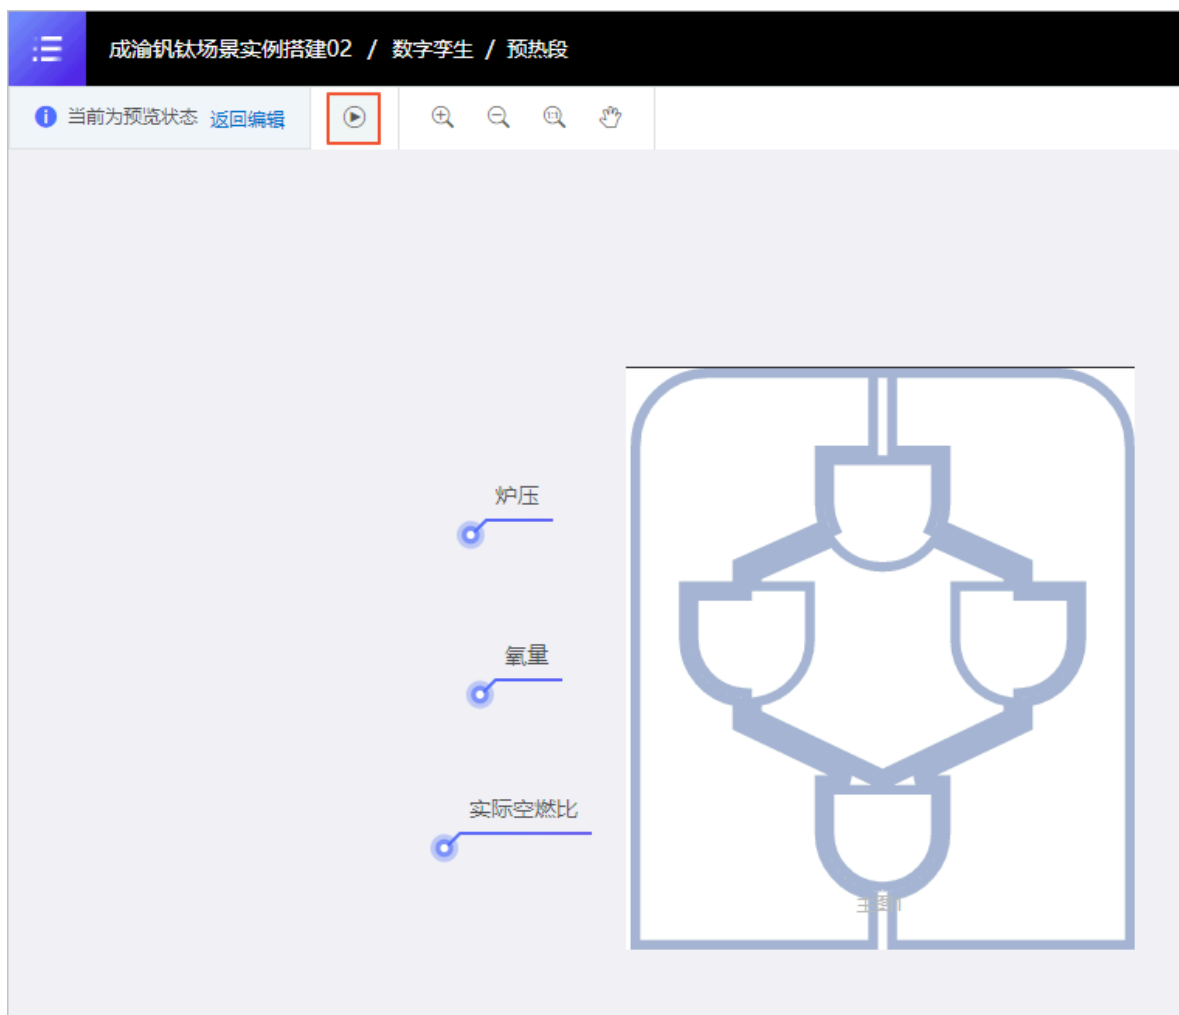 成渝钒钛场景实例搭建02 / 数字孪生 / 预热段
当前为预览状态 返回编辑
1:1
炉压
氧量
实际空燃比